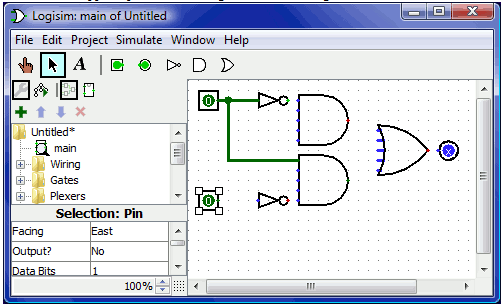 Logisim: main of Untitled
File Edit Project Simulate Window Help
A
Untitled*
main
Wiring
Gates
Plexers
Selection: Pin
Facing East
Output? No
Data Bits 1
100%
0
0
x